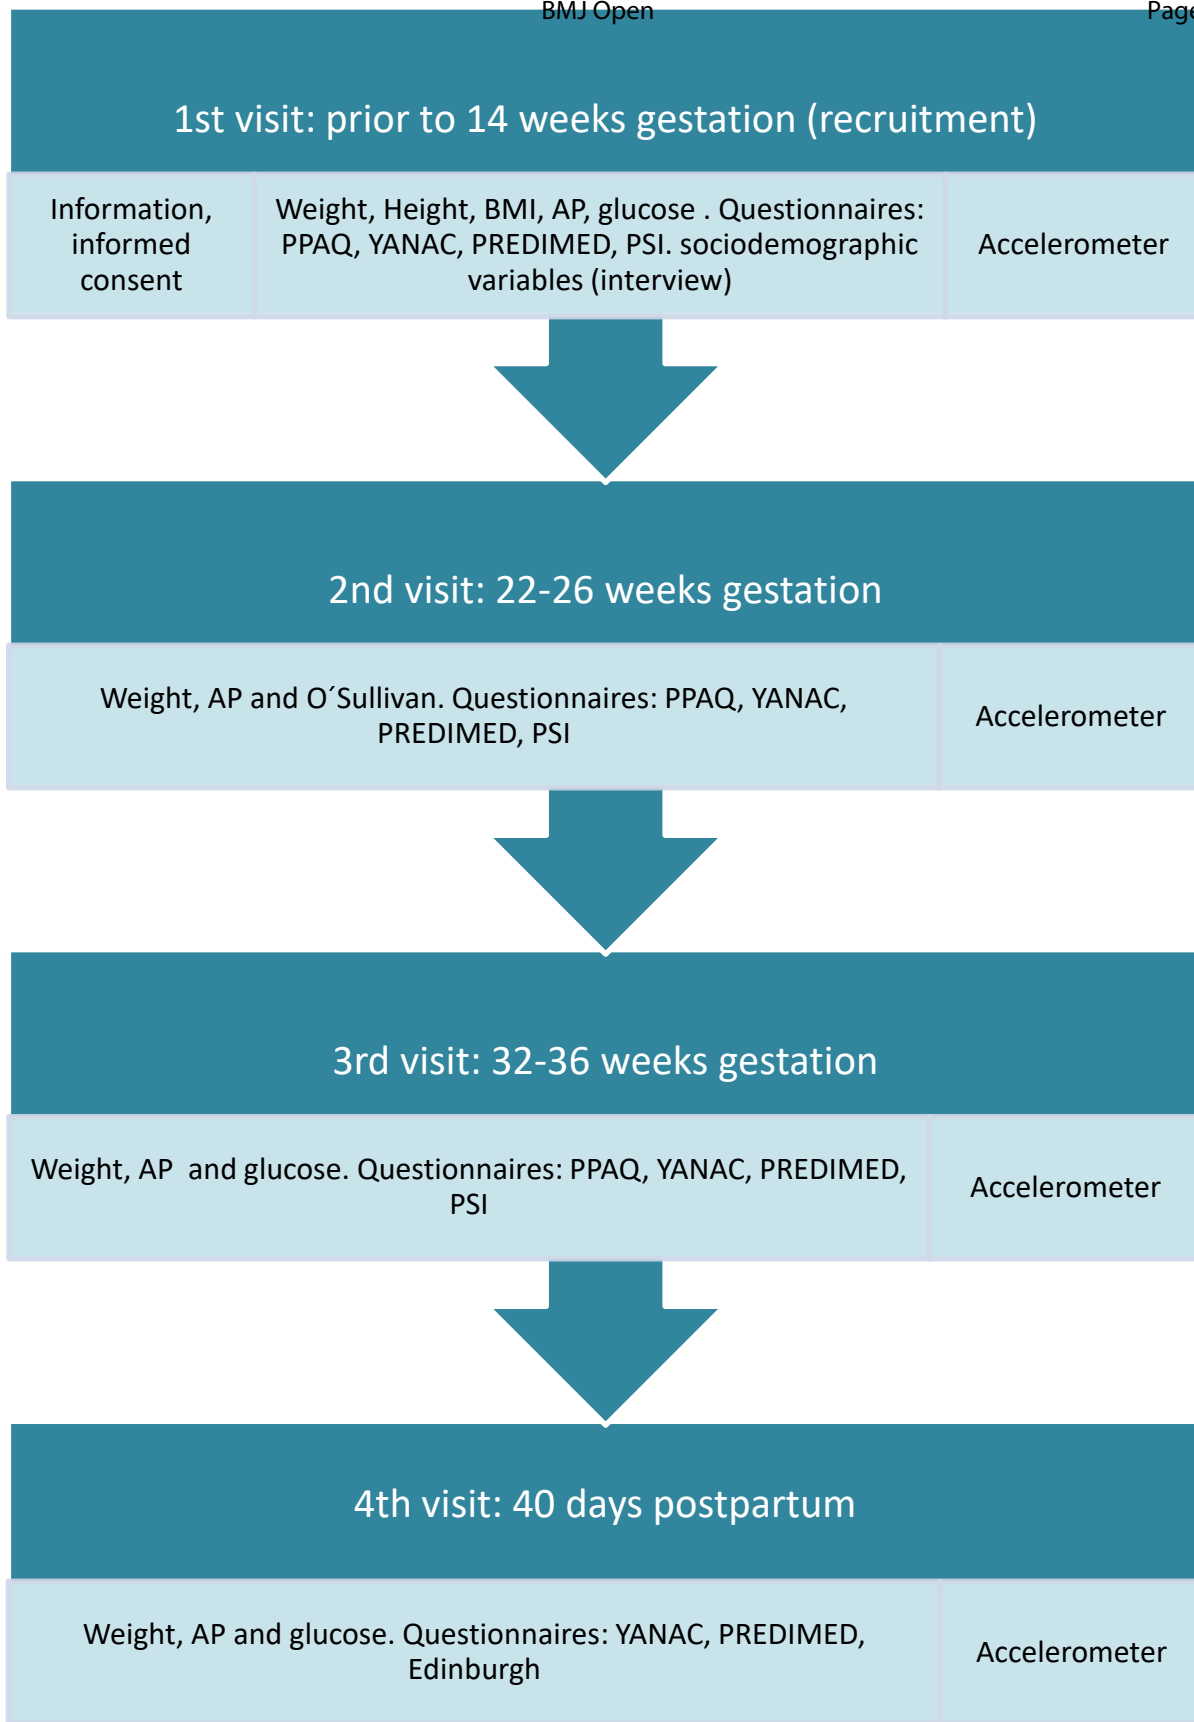 BMJ Open
Page
1st visit: prior to 14 weeks gestation (recruitment)
Information,
informed
consent
Weight, Height, BMI, AP, glucose . Questionnaires:
PPAQ, YANAC, PREDIMED, PSI. sociodemographic
variables (interview)
Accelerometer
2nd visit: 22-26 weeks gestation
Weight, AP and O´Sullivan. Questionnaires: PPAQ, YANAC,
PREDIMED, PSI
Accelerometer
3rd visit: 32-36 weeks gestation
Weight, AP  and glucose. Questionnaires: PPAQ, YANAC, PREDIMED,
PSI
Accelerometer
4th visit: 40 days postpartum
Weight, AP and glucose. Questionnaires: YANAC, PREDIMED,
Edinburgh
Accelerometer